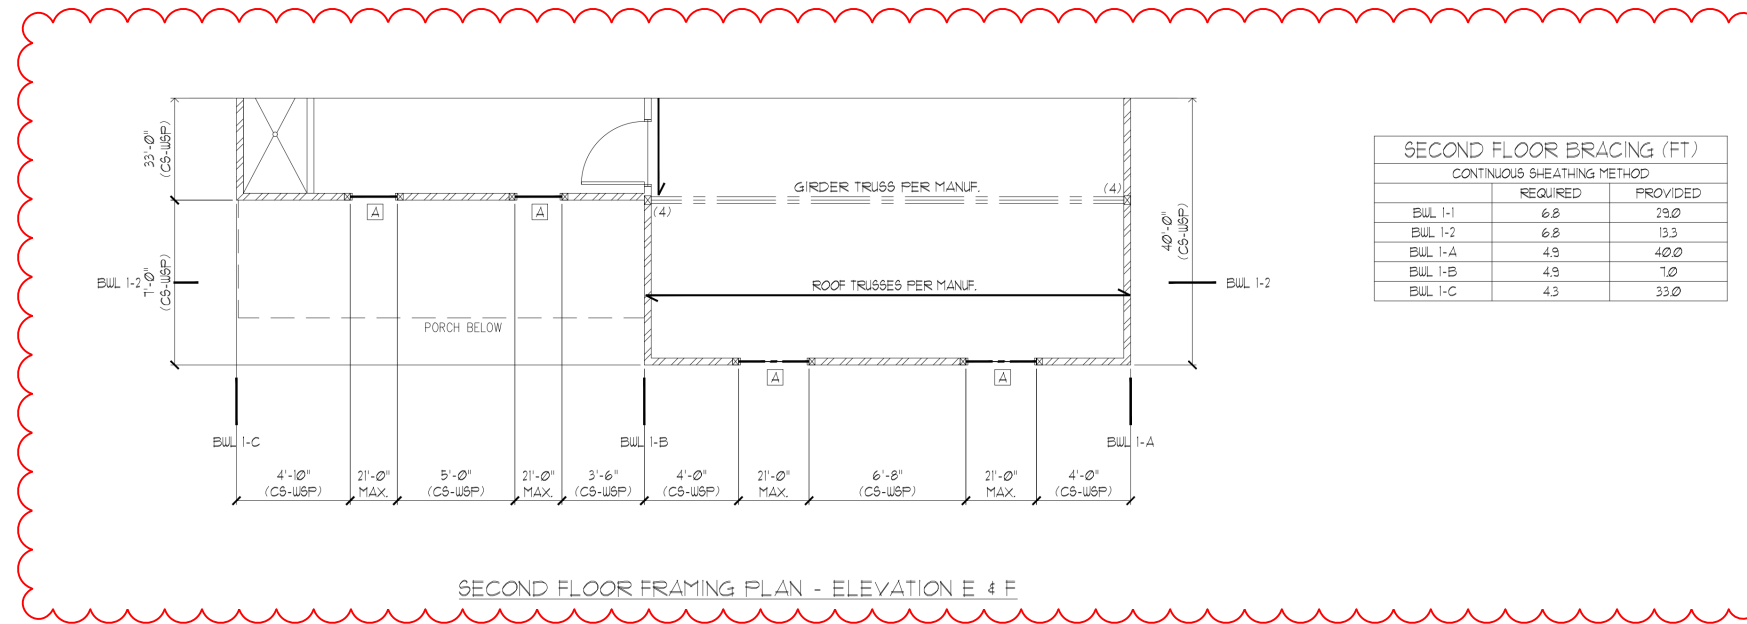 33'-0"
(CS-WSP)
GIRDER TRUSS PER MANUF.
(4)
(4)
A
A
40'-0"
(CS-WSP)
BWL 1-2
7'-0"
(CS-WSP)
ROOF TRUSSES PER MANUF.
BWL 1-2
PORCH BELOW
A
A
BWL 1-C
BWL 1-B
BWL 1-A
4'-10"
(CS-WSP)
21'-0"
MAX.
5'-0"
(CS-WSP)
21'-0"
MAX.
3'-6"
(CS-WSP)
4'-0"
(CS-WSP)
21'-0"
MAX.
6'-8"
(CS-WSP)
21'-0"
MAX.
4'-0"
(CS-WSP)
SECOND FLOOR BRACING (FT)
CONTINUOUS SHEATHING METHOD
REQUIRED PROVIDED
BWL 1-1 6.8 29.0
BWL 1-2 6.8 13.3
BWL 1-A 4.9 40.0
BWL 1-B 4.9 7.0
BWL 1-C 4.3 33.0
SECOND FLOOR FRAMING PLAN - ELEVATION E & F